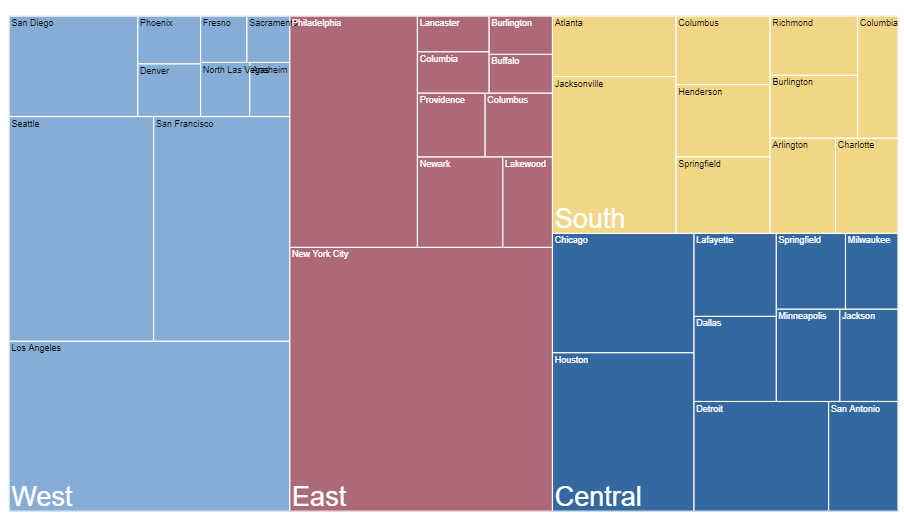 San Diego
Phoenix
Fresno
Sacramento
Denver
North Las Vegas
Anaheim
Seattle
San Francisco
Los Angeles
West
Philadelphia
Lancaster
Burlington
Columbia
Buffalo
Providence
Columbus
Newark
Lakewood
New York City
East
Atlanta
Columbus
Richmond
Columbia
Jacksonville
Henderson
Burlington
Springfield
Arlington
Charlotte
South
Chicago
Lafayette
Springfield
Milwaukee
Dallas
Minneapolis
Jackson
Houston
Detroit
San Antonio
Central